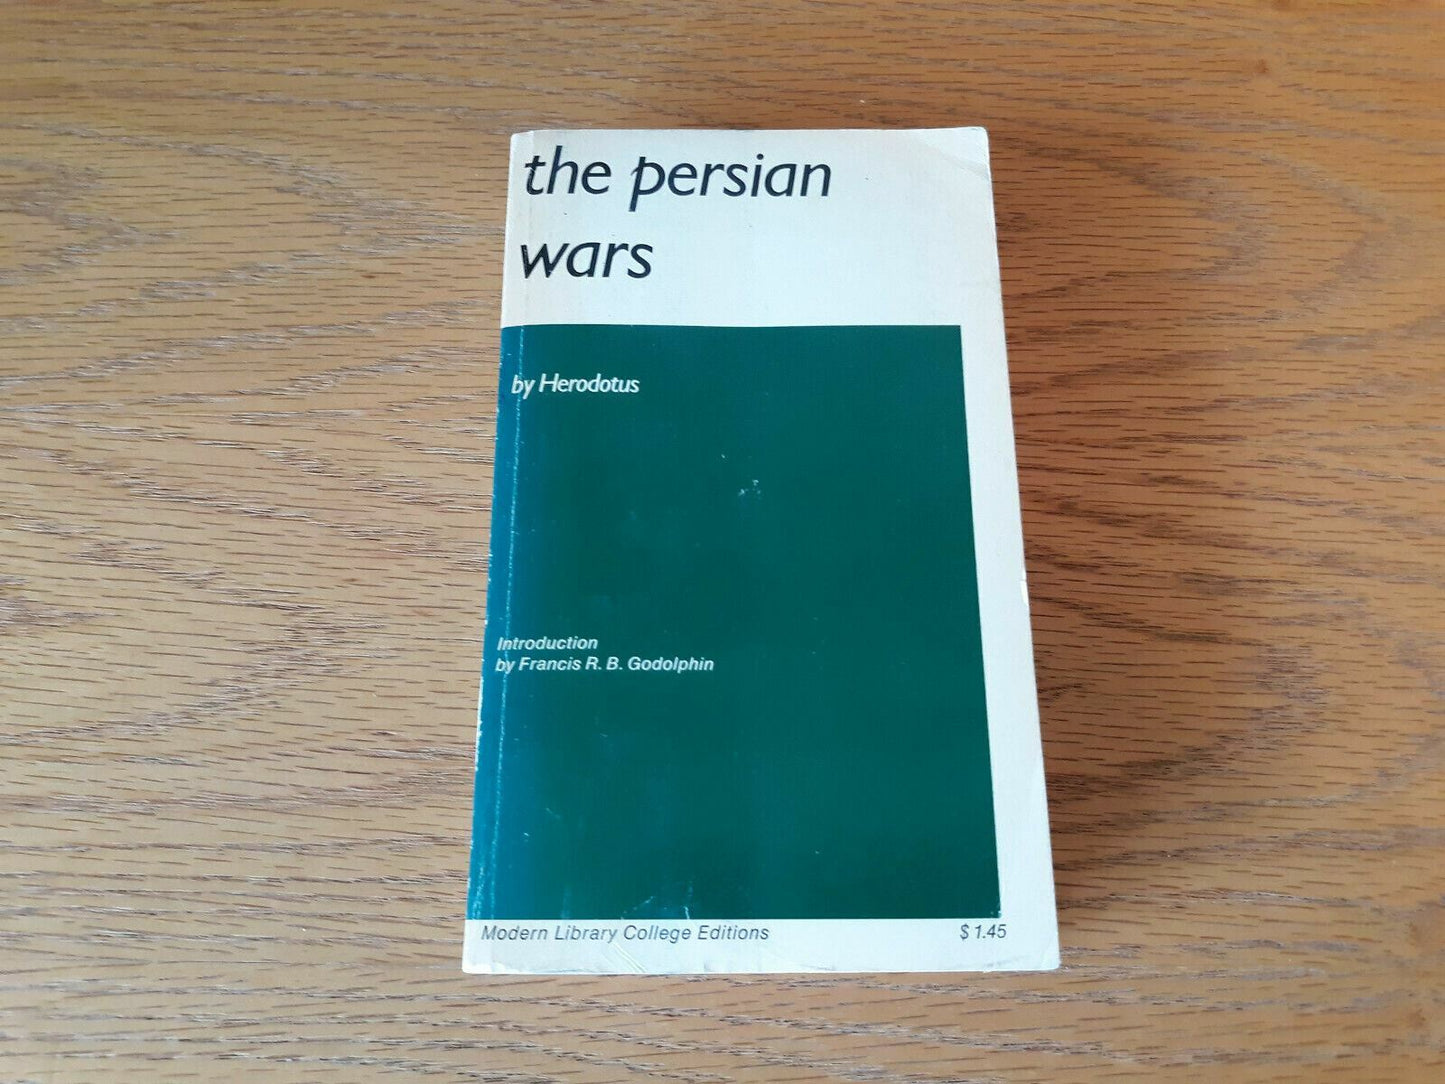 the persian
wars
by Herodotus
Introduction
by Francis R. B. Godolphin
Modern Library College Editions
$1.45